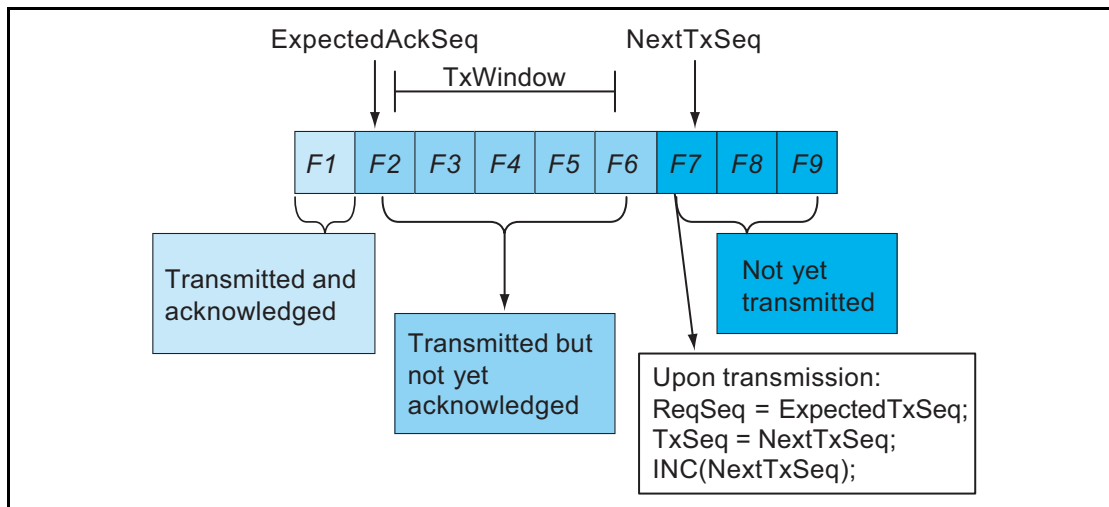 ExpectedAckSeq
NextTxSeq
TxWindow
F1 F2 F3 F4 F5 F6 F7 F8 F9
Transmitted and
acknowledged
Transmitted but
not yet
acknowledged
Not yet
transmitted
Upon transmission:
ReqSeq = ExpectedTxSeq;
TxSeq = NextTxSeq;
INC(NextTxSeq);